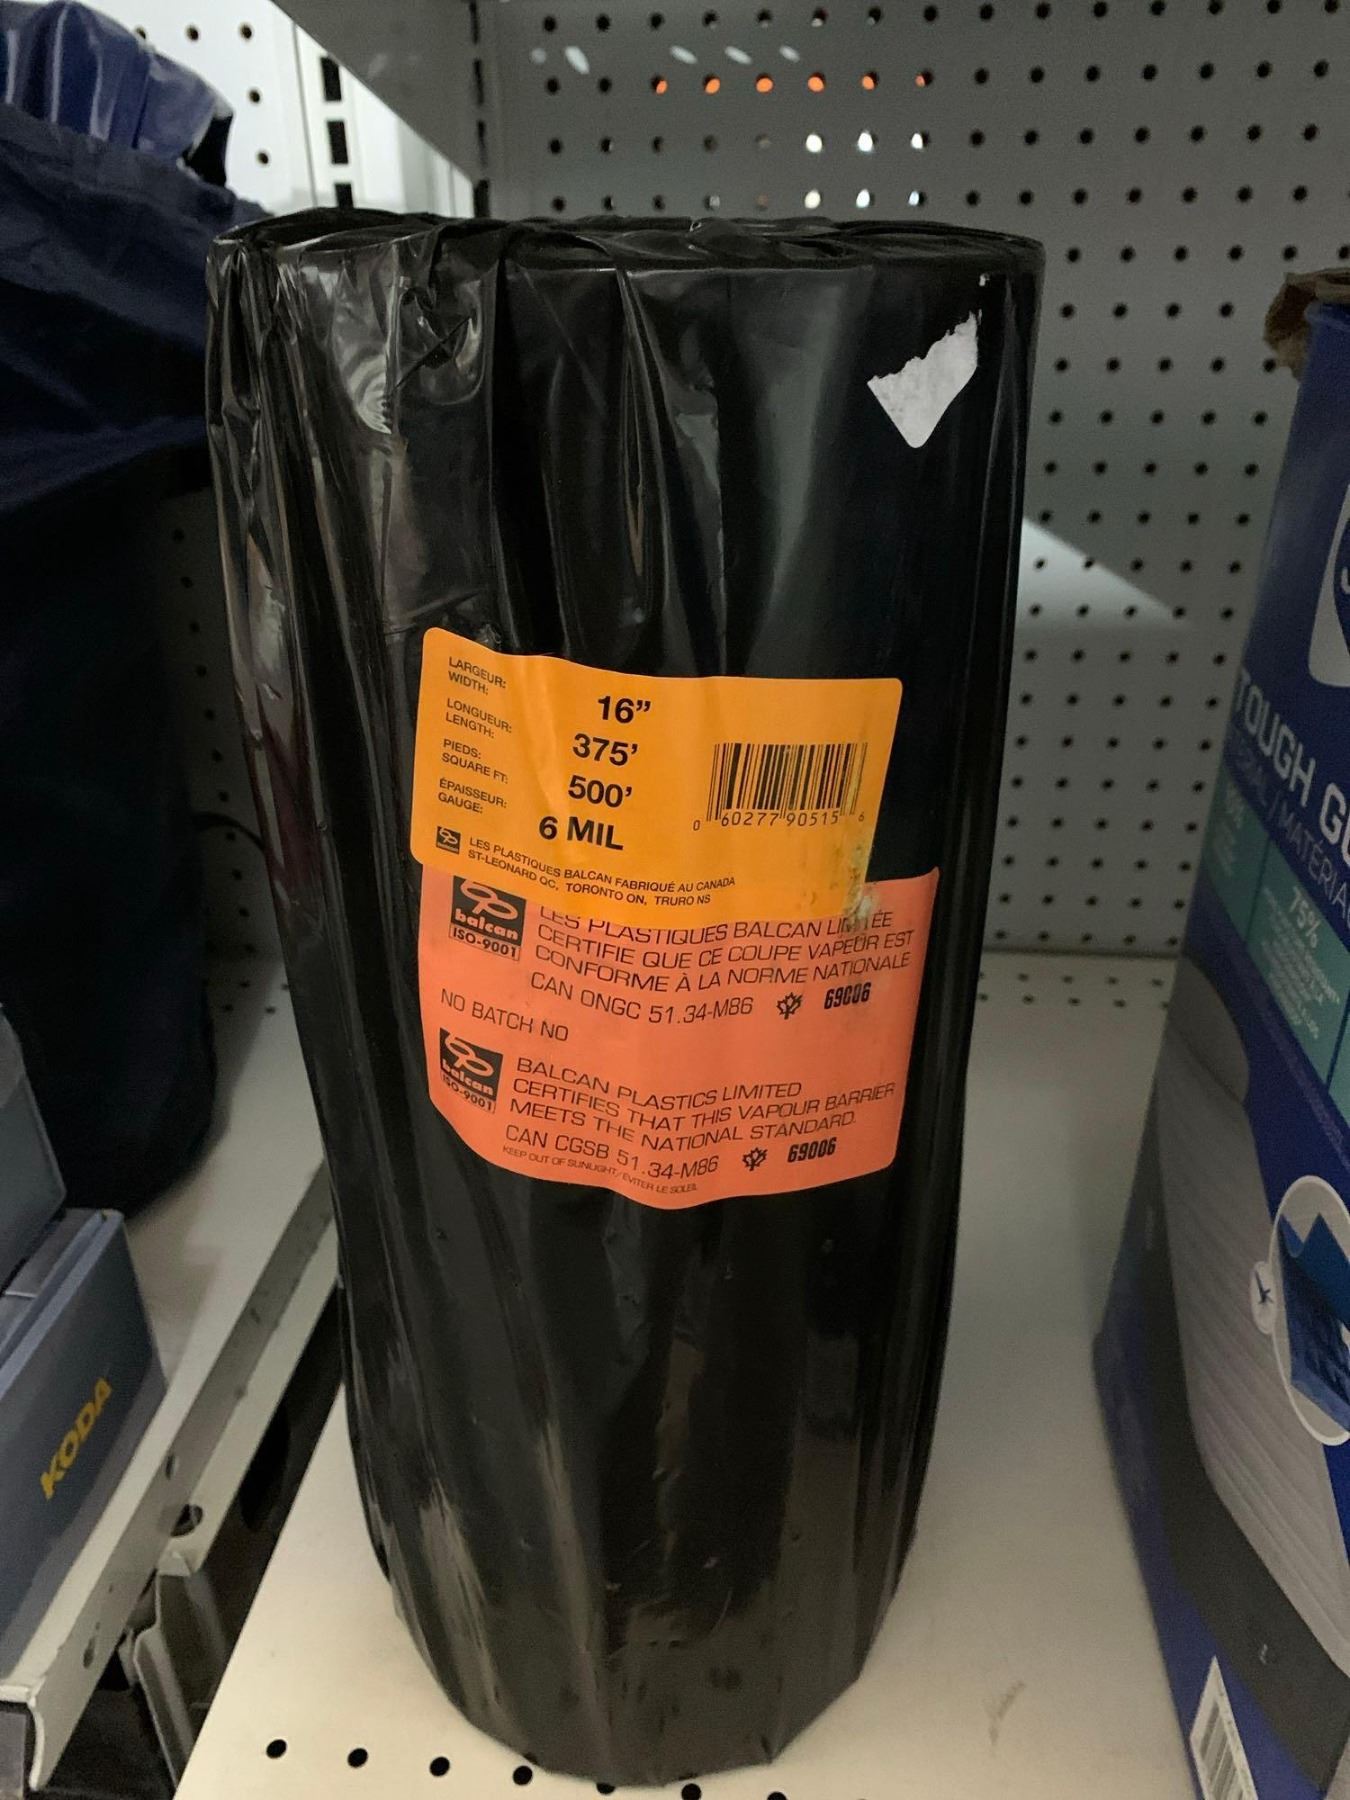 LARGEUR:
WIDTH: 16”
LONGUEUR:
LENGTH: 375’
PIEDS:
SQUARE FT: 500’
ÉPAISSEUR:
GAUGE: 6 MIL
LES PLASTIQUES BALCAN FABRIQUÉ AU CANADA
ST-LEONARD QC, TORONTO ON, TRURO NS
0 60277 90515 6
balcan
ISO-9001
LES PLASTIQUES BALCAN LIMITÉE
CERTIFIE QUE CE COUPE VAPEUR EST
CONFORME À LA NORME NATIONALE
CAN ONGC 51.34-M86 69006
NO BATCH NO
balcan
ISO-9001
BALCAN PLASTICS LIMITED
CERTIFIES THAT THIS VAPOUR BARRIER
MEETS THE NATIONAL STANDARD.
CAN CGSB 51.34-M86 69006
KEEP OUT OF SUNLIGHT/ÉVITER LE SOLEIL
KODA
TOUGH
75%